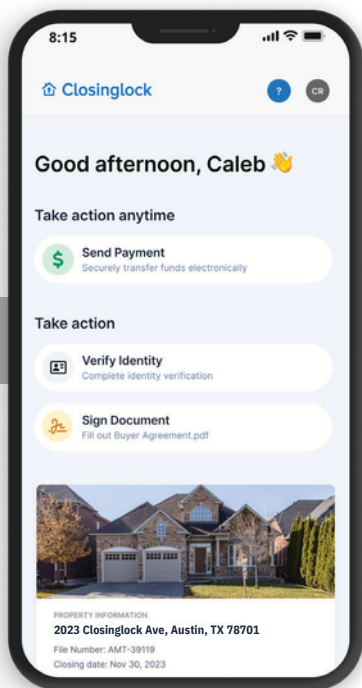 8:15
Closinglock
?
CR
Good afternoon, Caleb 👋
Take action anytime
$
Send Payment
Securely transfer funds electronically
Take action
Verify Identity
Complete identity verification
Sign Document
Fill out Buyer Agreement.pdf
PROPERTY INFORMATION
2023 Closinglock Ave, Austin, TX 78701
File Number: AMT-39119
Closing date: Nov 30, 2023